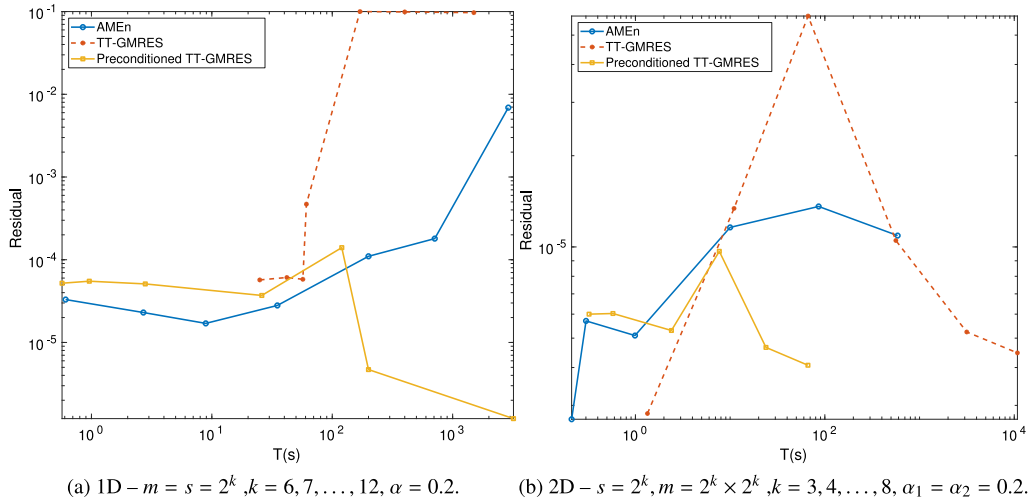 10^-1
AMEn
TT-GMRES
Preconditioned TT-GMRES
10^-2
10^-3
10^-4
10^-5
Residual
10^0 10^1 10^2 10^3
T(s)
(a) 1D – m = s = 2^k ,k = 6, 7, . . . , 12, α = 0.2.
AMEn
TT-GMRES
Preconditioned TT-GMRES
10^-5
Residual
10^0 10^2 10^4
T(s)
(b) 2D – s = 2^k, m = 2^k × 2^k ,k = 3, 4, . . . , 8, α₁ = α₂ = 0.2.